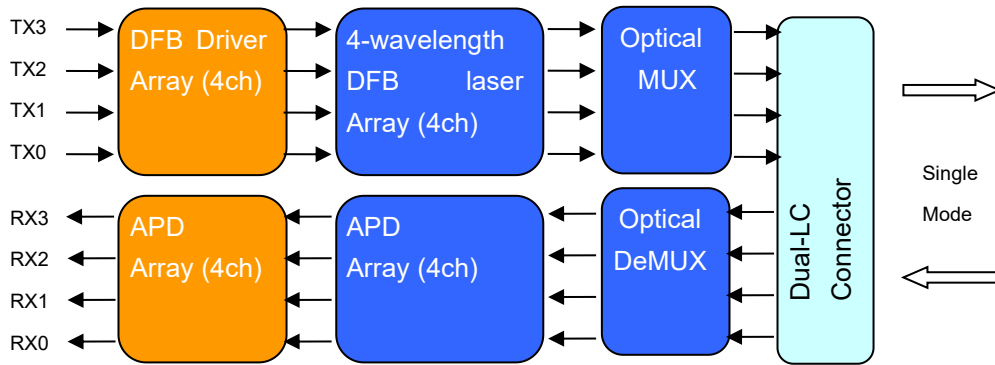 TX3
TX2
TX1
TX0
DFB Driver
Array (4ch)
4-wavelength
DFB laser
Array (4ch)
Optical
MUX
RX3
RX2
RX1
RX0
APD
Array (4ch)
APD
Array (4ch)
Optical
DeMUX
Dual-LC
Connector
Single
Mode